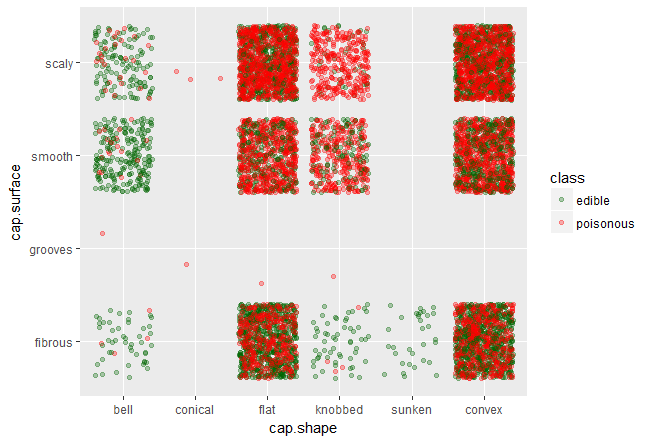 scaly
smooth
grooves
fibrous
cap.surface
bell conical flat knobbed sunken convex
cap.shape
class
edible
poisonous